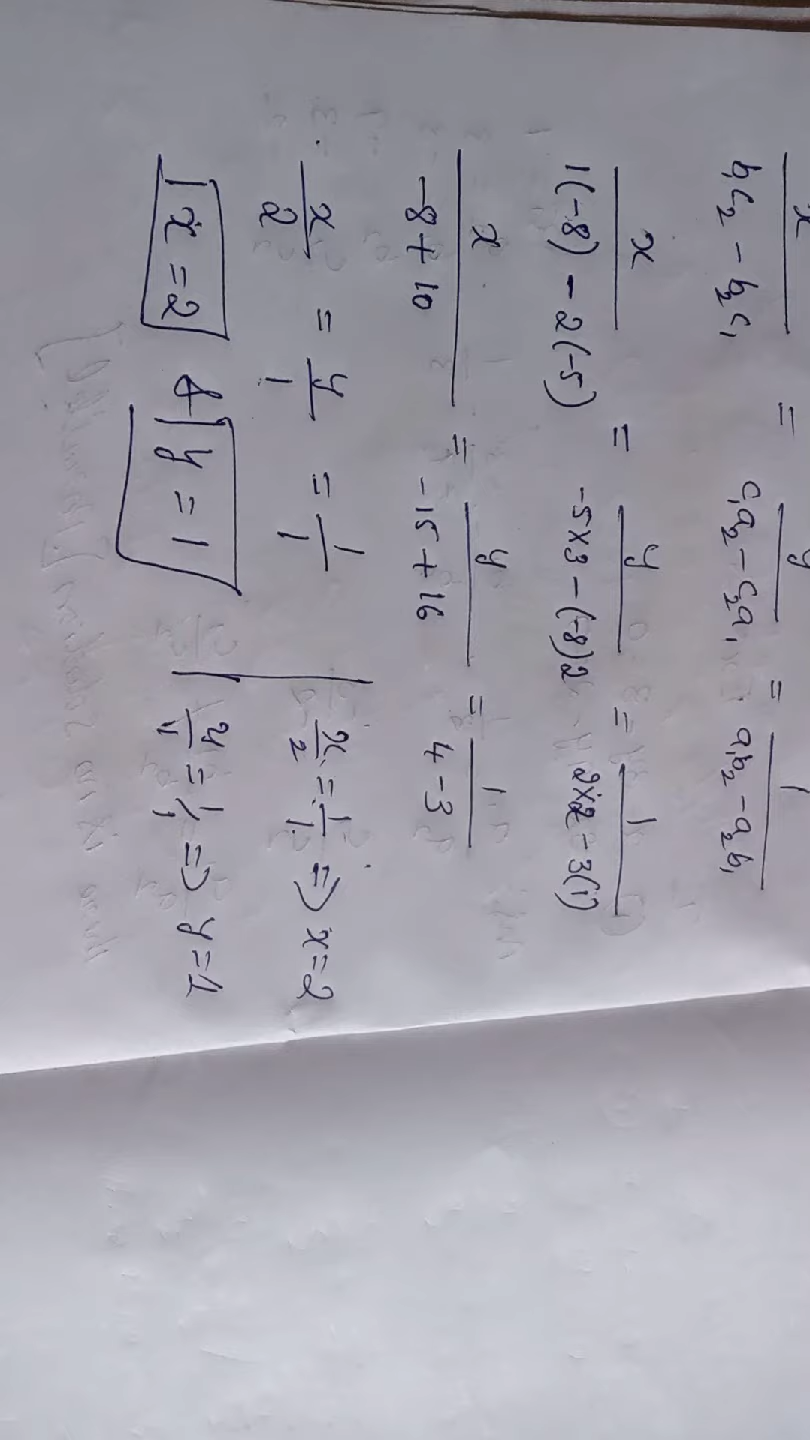 x/(b₁c₂ - b₂c₁) = y/(c₁a₂ - c₂a₁) = 1/(a₁b₂ - a₂b₁)
x/(1(-8) - 2(-5)) = y/(-5×3 - (-8)2) = 1/(2×2 - 3(1))
x/(-8 + 10) = y/(-15 + 16) = 1/(4 - 3)
x/2 = y/1 = 1/1
x/2 = 1/1 ⇒ x = 2
x = 2 & y = 1
y/1 = 1/1 ⇒ y = 1